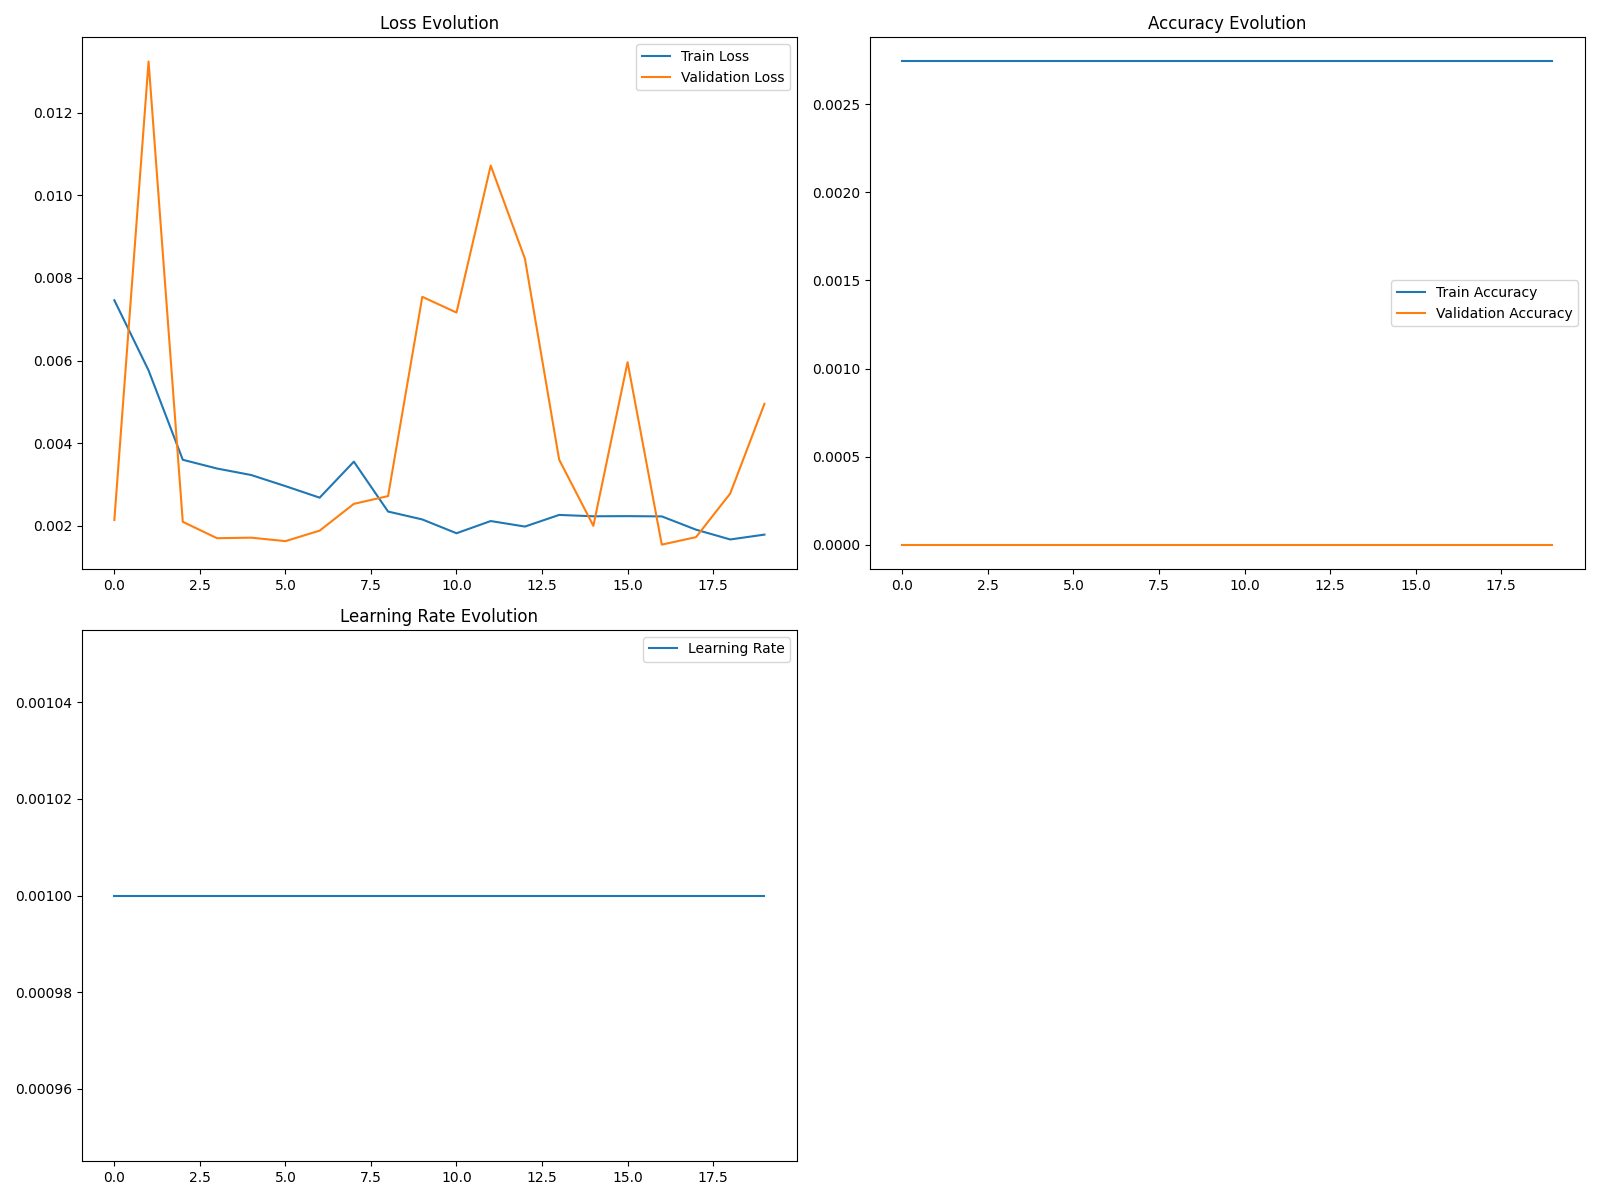 Loss Evolution
Train Loss
Validation Loss
0.012
0.010
0.008
0.006
0.004
0.002
0.0 2.5 5.0 7.5 10.0 12.5 15.0 17.5
Accuracy Evolution
0.0025
0.0020
0.0015
0.0010
0.0005
0.0000
Train Accuracy
Validation Accuracy
0.0 2.5 5.0 7.5 10.0 12.5 15.0 17.5
Learning Rate Evolution
Learning Rate
0.00104
0.00102
0.00100
0.00098
0.00096
0.0 2.5 5.0 7.5 10.0 12.5 15.0 17.5